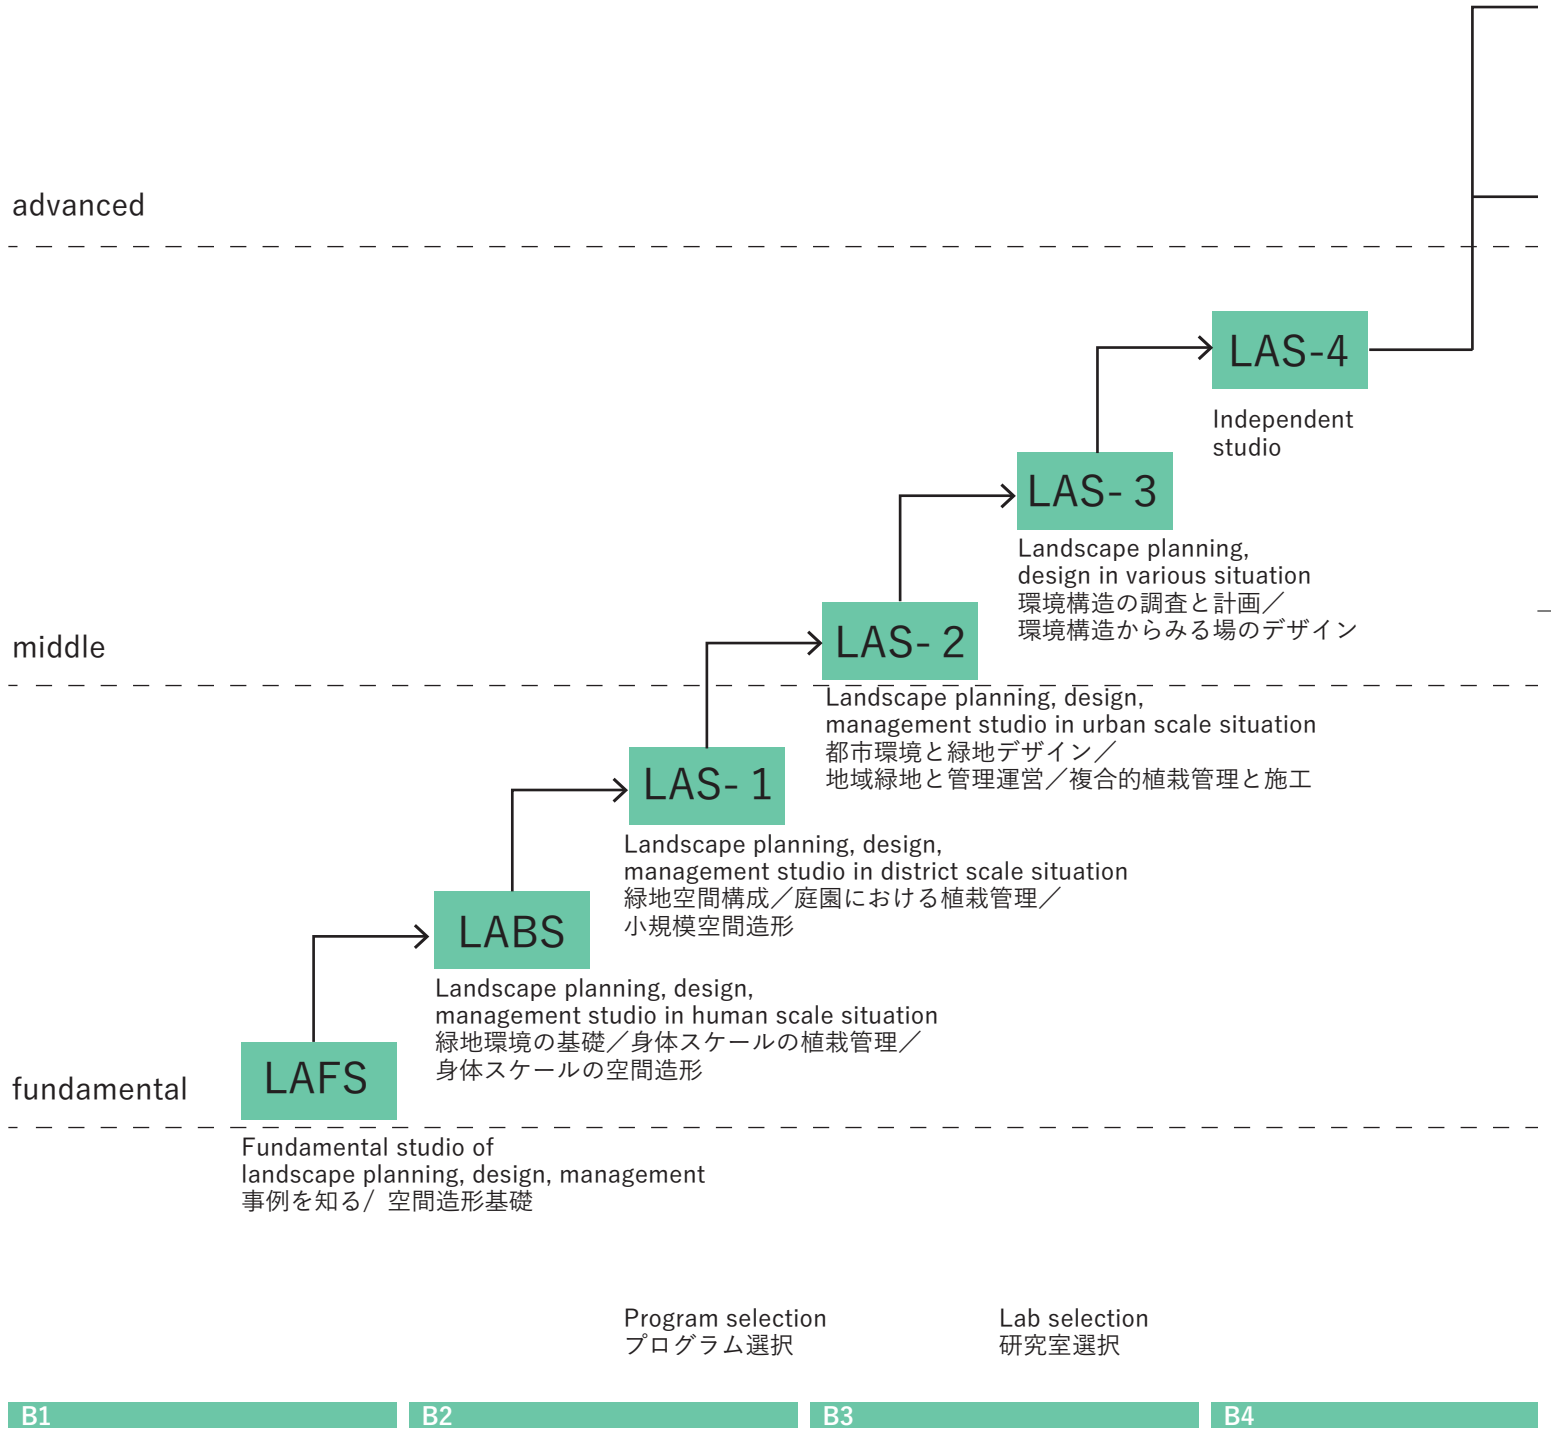 advanced
LAS-4
Independent
studio
LAS- 3
Landscape planning,
design in various situation
環境構造の調査と計画／
環境構造からみる場のデザイン
middle
LAS- 2
Landscape planning, design,
management studio in urban scale situation
都市環境と緑地デザイン／
地域緑地と管理運営／複合的植栽管理と施工
LAS- 1
Landscape planning, design,
management studio in district scale situation
緑地空間構成／庭園における植栽管理／
小規模空間造形
LABS
Landscape planning, design,
management studio in human scale situation
緑地環境の基礎／身体スケールの植栽管理／
身体スケールの空間造形
fundamental
LAFS
Fundamental studio of
landscape planning, design, management
事例を知る/ 空間造形基礎
Program selection
プログラム選択
Lab selection
研究室選択
B1
B2
B3
B4